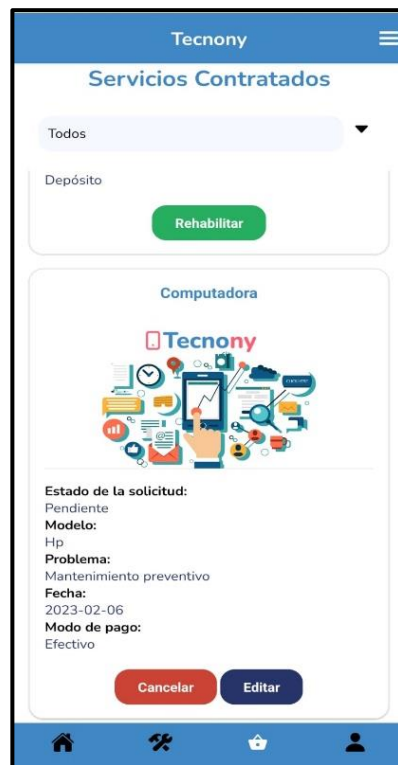 Tecnony
Servicios Contratados
Todos
Depósito
Rehabilitar
Computadora
Tecnony
Estado de la solicitud:
Pendiente
Modelo:
Hp
Problema:
Mantenimiento preventivo
Fecha:
2023-02-06
Modo de pago:
Efectivo
Cancelar
Editar